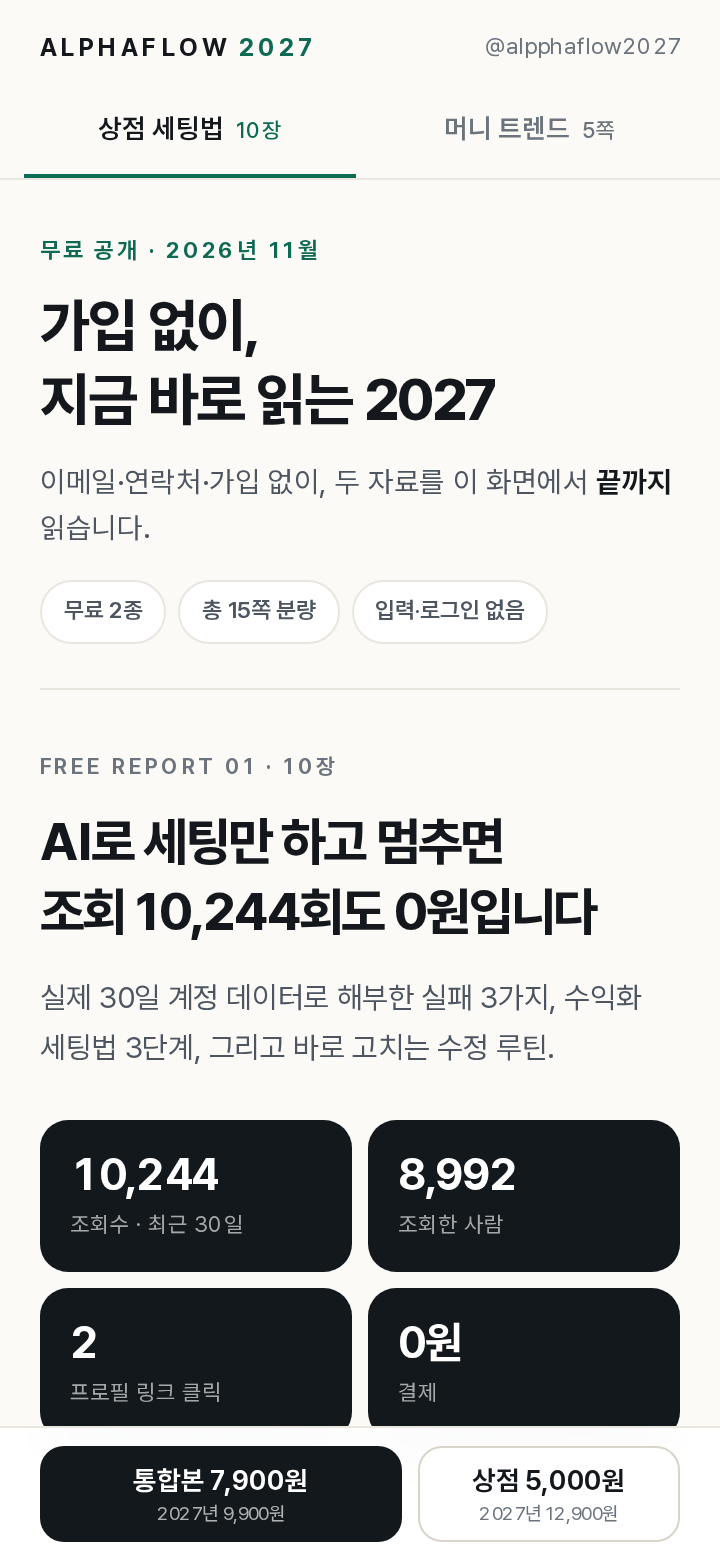 ALPHAFLOW 2027
@alpphaflow2027
상점 세팅법 10장
머니 트렌드 5쪽
무료 공개 · 2026년 11월
가입 없이,
지금 바로 읽는 2027
이메일·연락처·가입 없이, 두 자료를 이 화면에서 끝까지
읽습니다.
무료 2종
총 15쪽 분량
입력·로그인 없음
FREE REPORT 01 · 10장
AI로 세팅만 하고 멈추면
조회 10,244회도 0원입니다
실제 30일 계정 데이터로 해부한 실패 3가지, 수익화
세팅법 3단계, 그리고 바로 고치는 수정 루틴.
10,244
조회수 · 최근 30일
8,992
조회한 사람
2
프로필 링크 클릭
0원
결제
통합본 7,900원
2027년 9,900원
상점 5,000원
2027년 12,900원